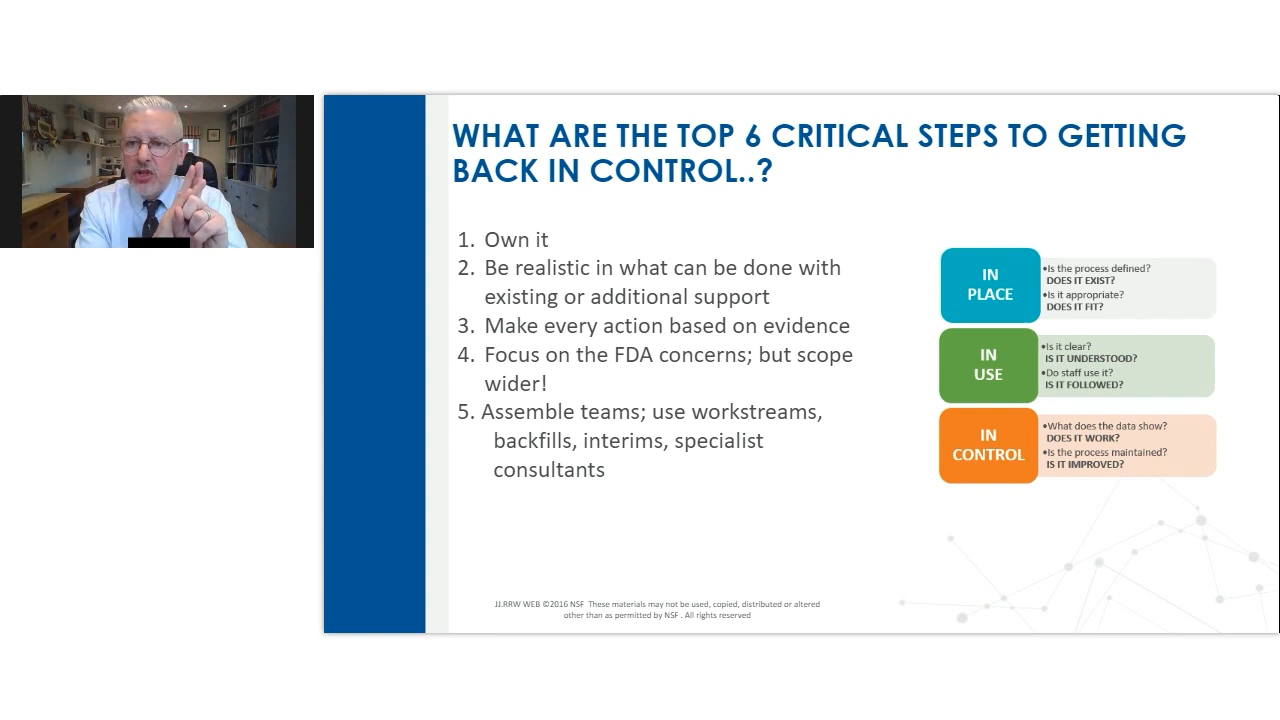 WHAT ARE THE TOP 6 CRITICAL STEPS TO GETTING
BACK IN CONTROL..?
1. Own it
2. Be realistic in what can be done with
existing or additional support
3. Make every action based on evidence
4. Focus on the FDA concerns; but scope
wider!
5. Assemble teams; use workstreams,
backfills, interims, specialist
consultants
IN
PLACE
•Is the process defined?
DOES IT EXIST?
•Is it appropriate?
DOES IT FIT?
IN
USE
•Is it clear?
IS IT UNDERSTOOD?
•Do staff use it?
IS IT FOLLOWED?
IN
CONTROL
•What does the data show?
DOES IT WORK?
•Is the process maintained?
IS IT IMPROVED?
JJ.RRW WEB ©2016 NSF These materials may not be used, copied, distributed or altered
other than as permitted by NSF . All rights reserved